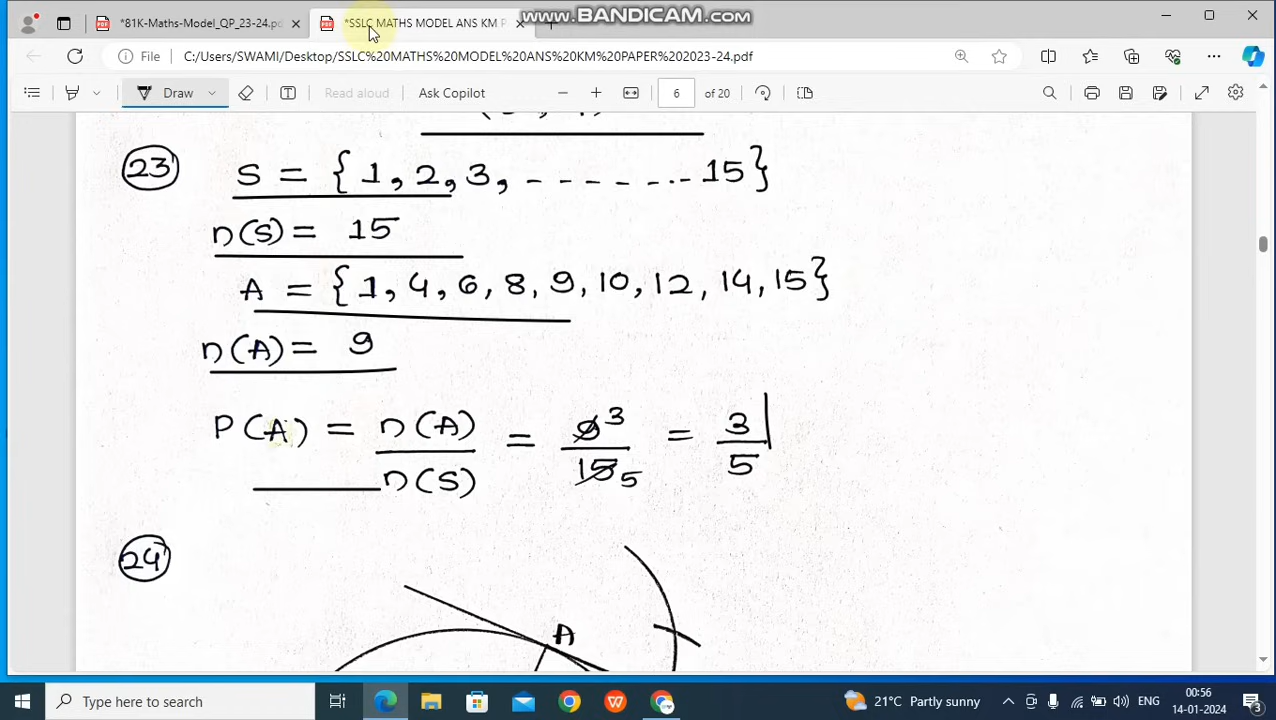 *81K-Maths-Model_QP_23-24.pd
*SSLC MATHS MODEL ANS KM P
www.BANDICAM.com
File
C:/Users/SWAMI/Desktop/SSLC%20MATHS%20MODEL%20ANS%20KM%20PAPER%202023-24.pdf
Draw
Read aloud
Ask Copilot
6 of 20
23 S = {1, 2, 3, - - - - - ... 15}
n(S) = 15
A = {1, 4, 6, 8, 9, 10, 12, 14, 15}
n(A) = 9
P(A) = n(A)/n(S) = 9 3/15 5 = 3/5
24
A
Type here to search
21°C Partly sunny
ENG
00:56
14-01-2024
3